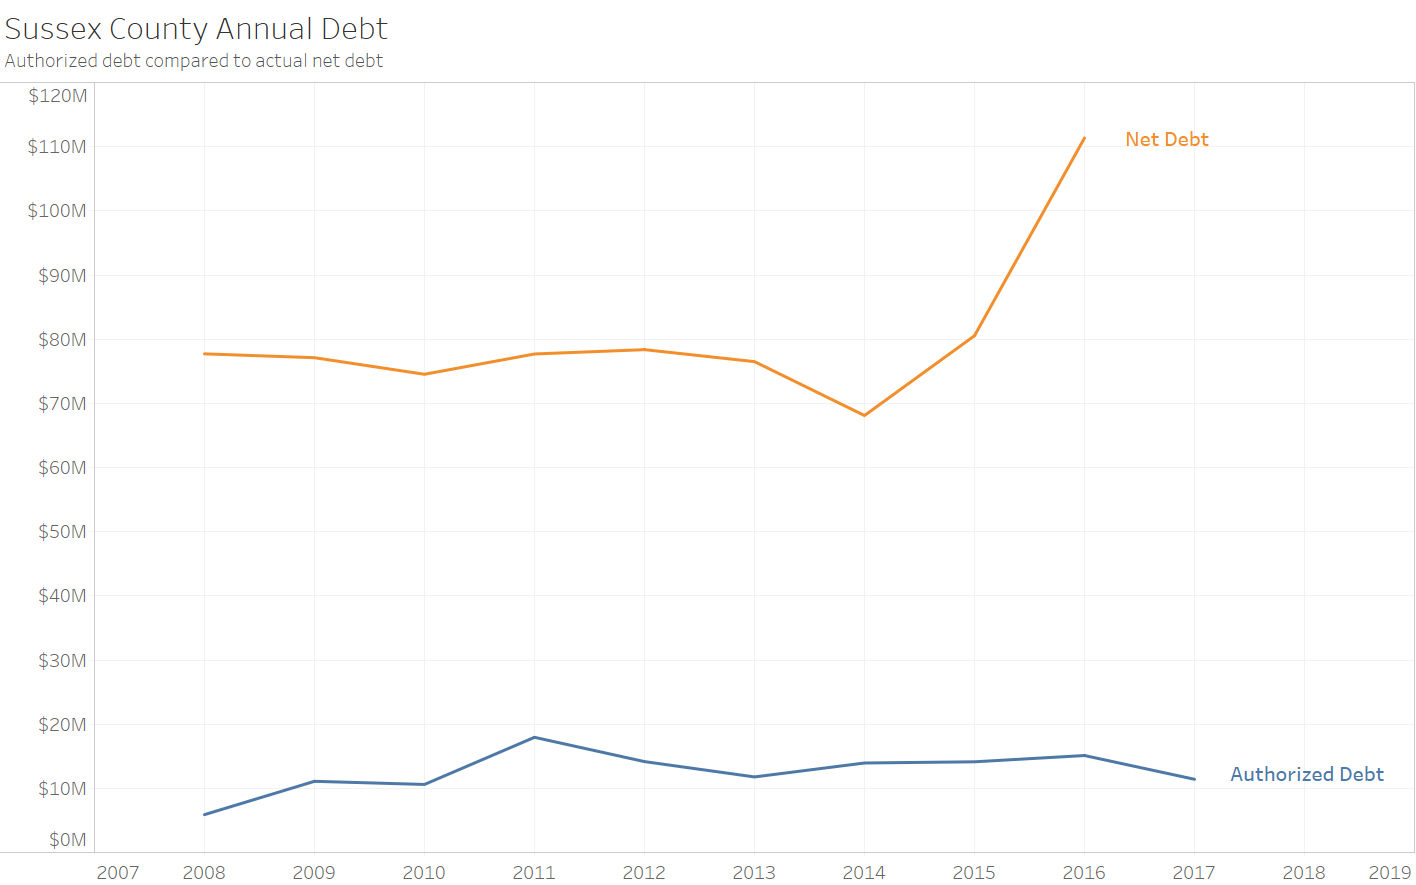 Sussex County Annual Debt
Authorized debt compared to actual net debt
$120M
$110M
$100M
$90M
$80M
$70M
$60M
$50M
$40M
$30M
$20M
$10M
$0M
Net Debt
Authorized Debt
2007 2008 2009 2010 2011 2012 2013 2014 2015 2016 2017 2018 2019